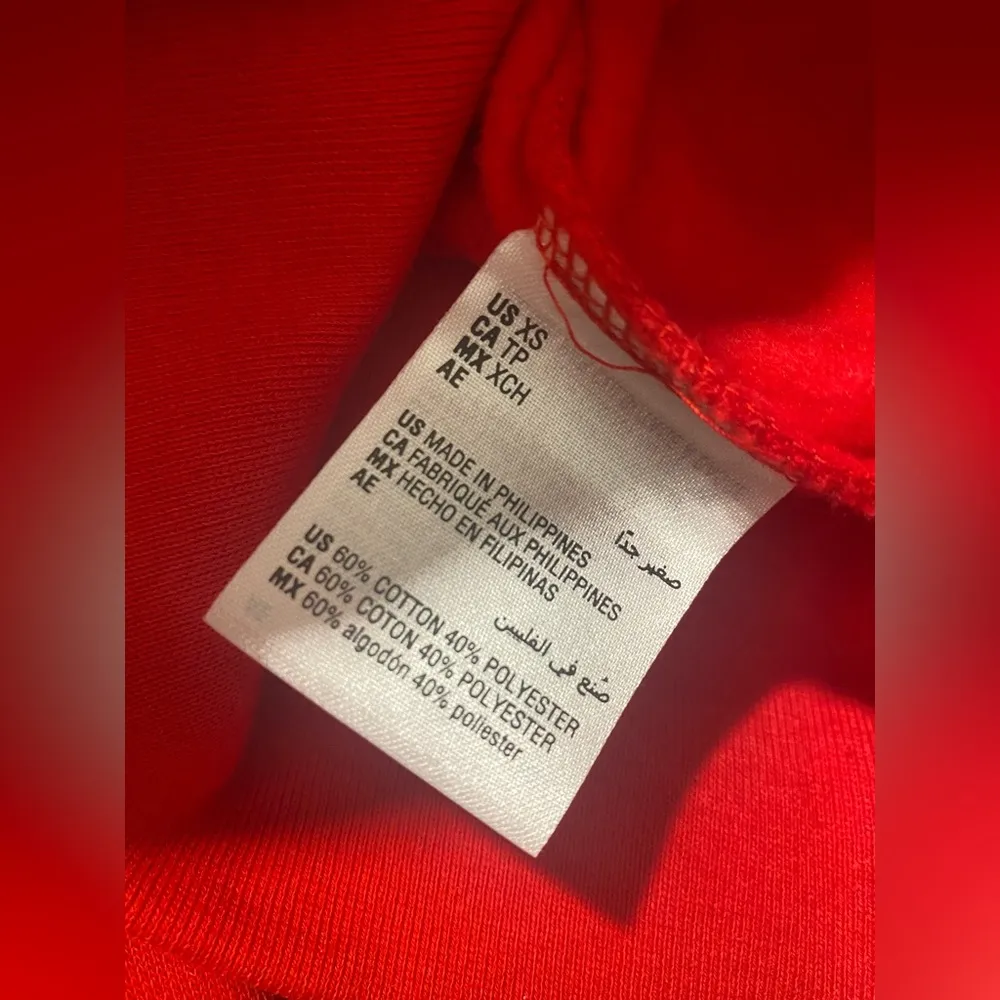 US XS
CA TP
MX XCH
AE
صغير جدًا
US MADE IN PHILIPPINES
CA FABRIQUÉ AUX PHILIPPINES
MX HECHO EN FILIPINAS
AE
صُنع في الفلبين
US 60% COTTON 40% POLYESTER
CA 60% COTON 40% POLYESTER
MX 60% algodón 40% poliester